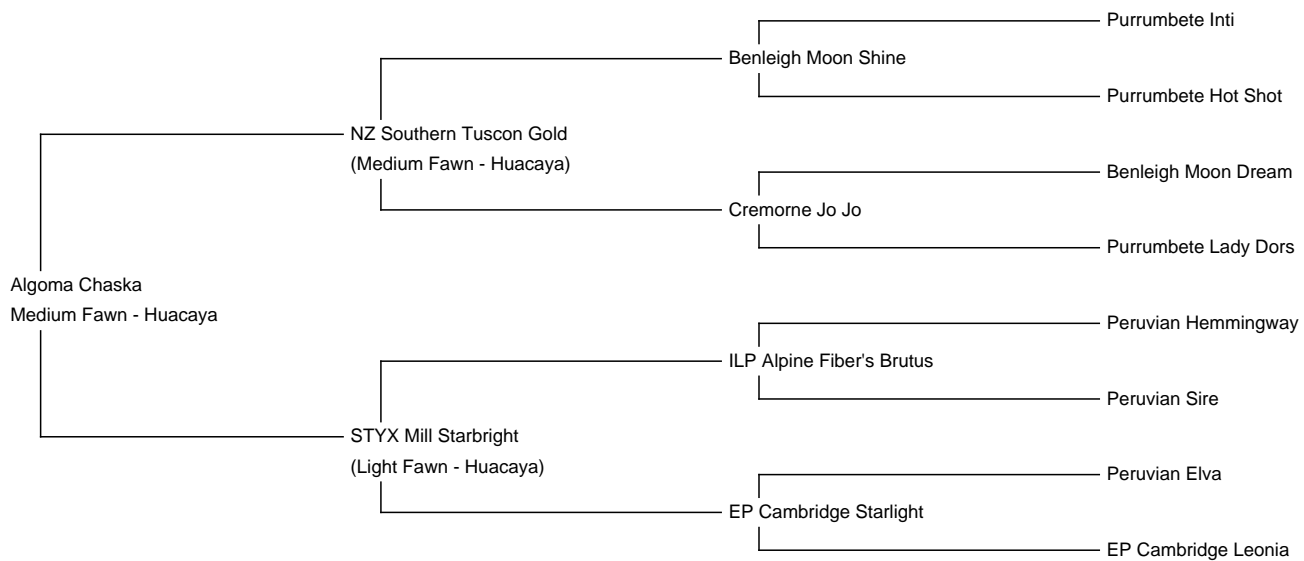 Purrumbete Inti
Benleigh Moon Shine
Purrumbete Hot Shot
NZ Southern Tuscon Gold
(Medium Fawn - Huacaya)
Benleigh Moon Dream
Cremorne Jo Jo
Purrumbete Lady Dors
Algoma Chaska
Medium Fawn - Huacaya
Peruvian Hemmingway
ILP Alpine Fiber's Brutus
Peruvian Sire
STYX Mill Starbright
(Light Fawn - Huacaya)
Peruvian Elva
EP Cambridge Starlight
EP Cambridge Leonia